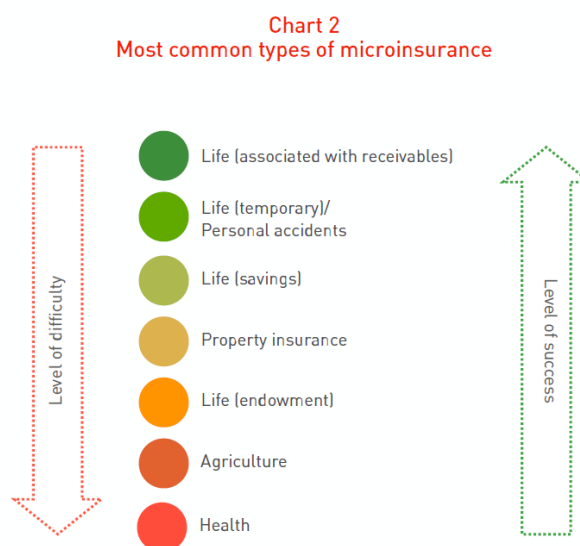 Chart 2
Most common types of microinsurance
Life (associated with receivables)
Life (temporary)/
Personal accidents
Life (savings)
Property insurance
Life (endowment)
Agriculture
Health
Level of difficulty
Level of success